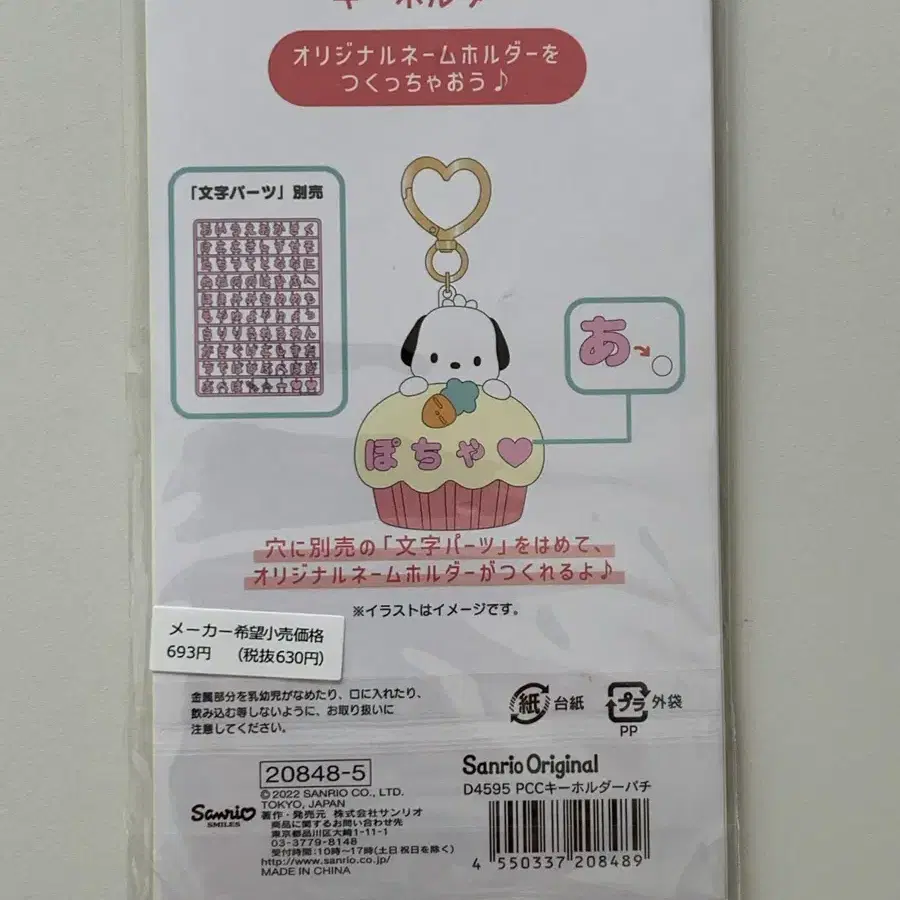 キーホルダー
オリジナルネームホルダーを
つくっちゃおう♪
「文字パーツ」別売
あ
ぽちゃ♥
穴に別売の「文字パーツ」をはめて、
オリジナルネームホルダーがつくれるよ♪
※イラストはイメージです。
メーカー希望小売価格
693円 (税抜630円)
金属部分を乳幼児がなめたり、口に入れたり、
飲み込む等しないように、お取り扱いに
注意してください。
紙 台紙
プラ 外袋
PP
20848-5
©2022 SANRIO CO., LTD.
TOKYO, JAPAN
著作・発売元 株式会社サンリオ
商品に関するお問い合わせ先
東京都品川区大崎1-11-1
03-3779-8148
受付時間:10時~17時(土日祝日を除く)
http://www.sanrio.co.jp/
MADE IN CHINA
Sanrio
SMILES
Sanrio Original
D4595 PCCキーホルダーパチ
4 550337 208489